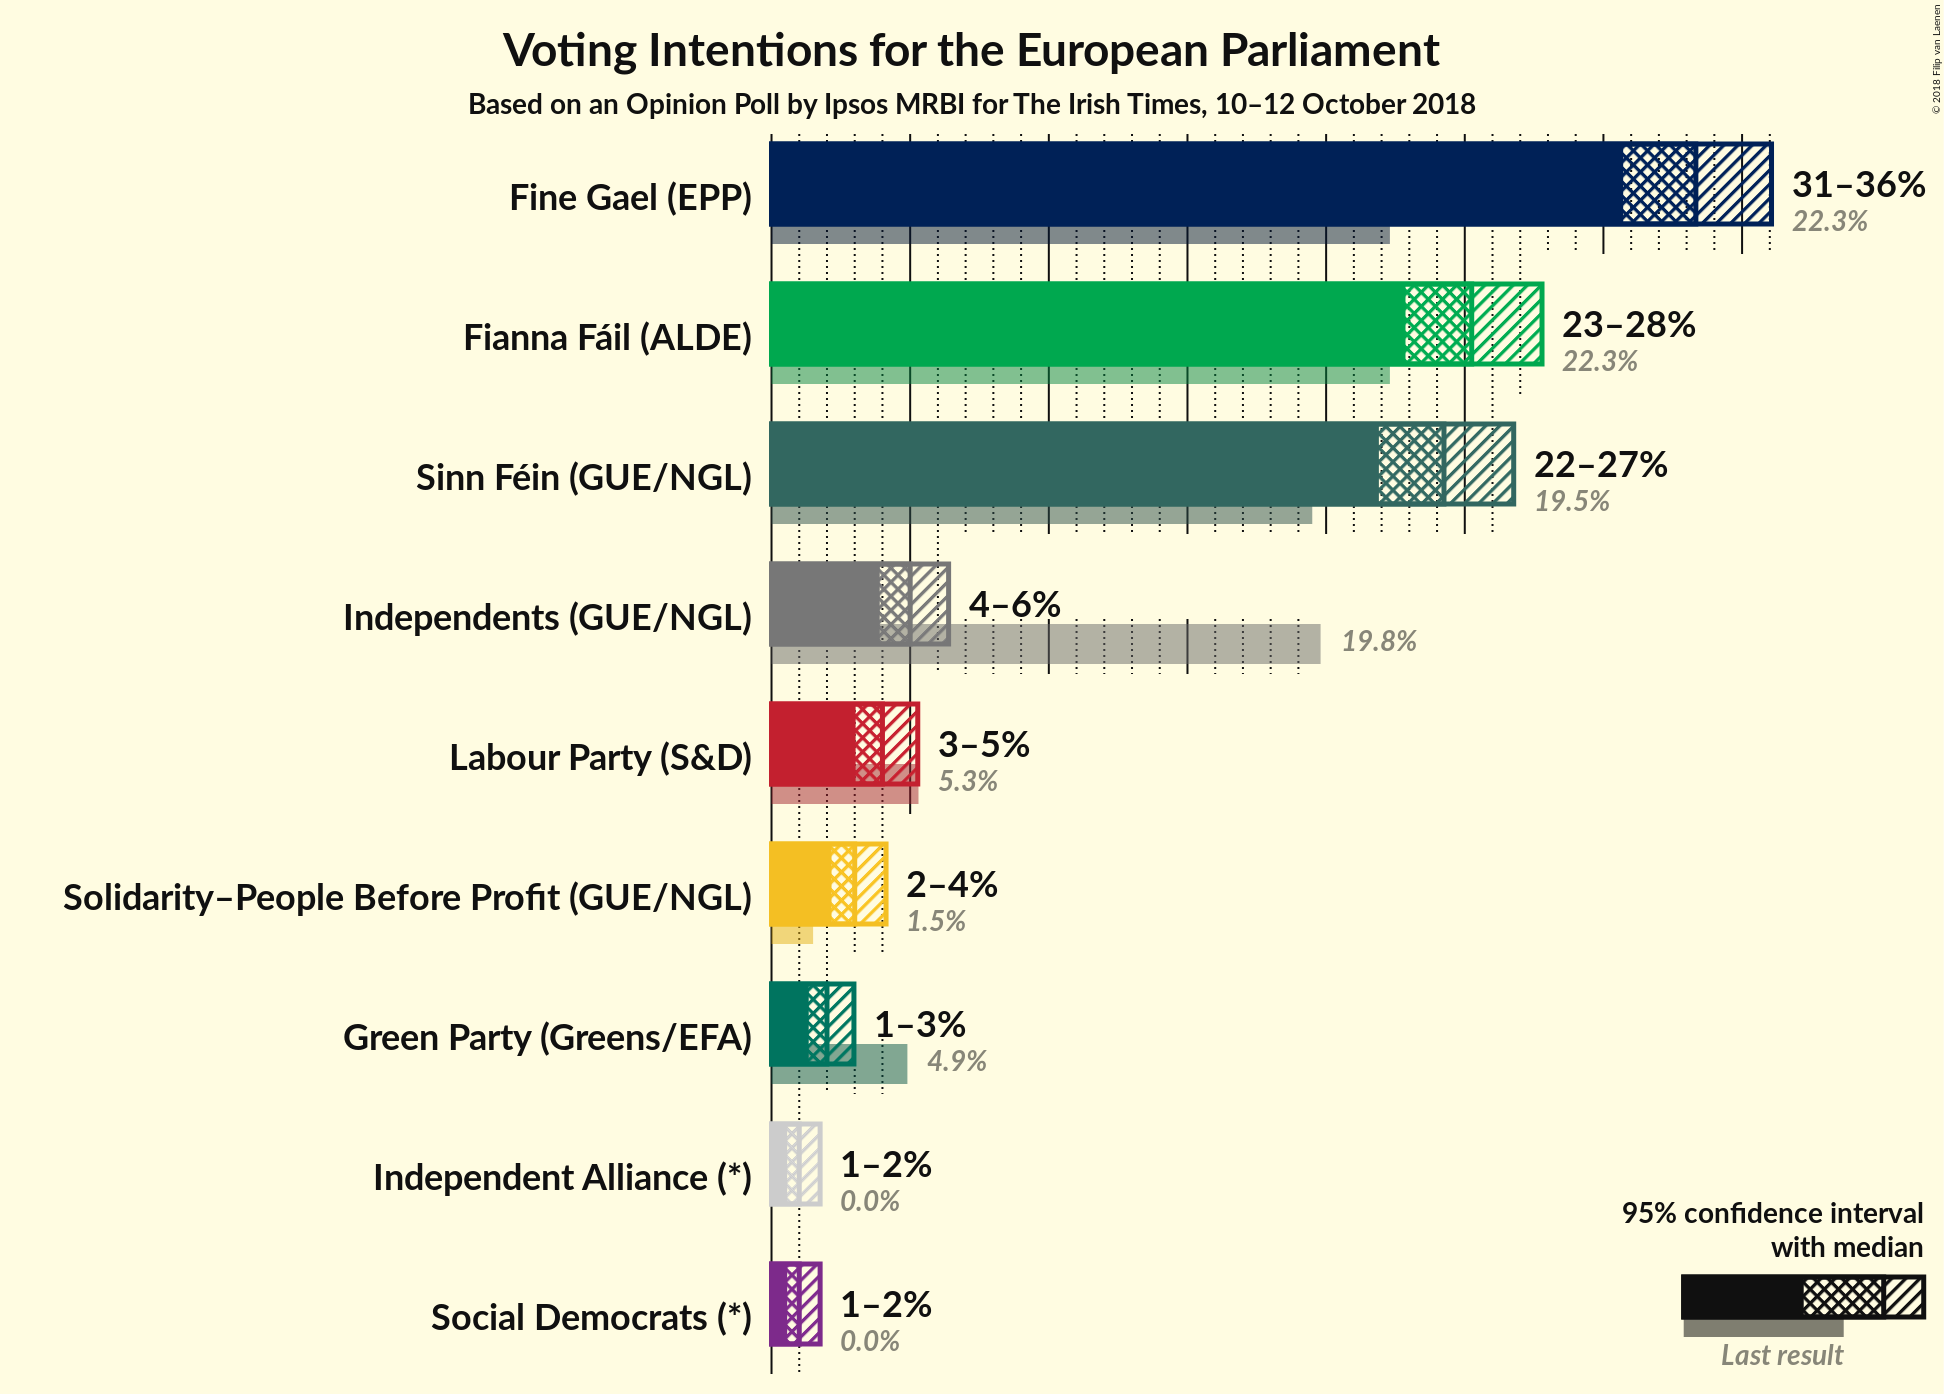 Voting Intentions for the European Parliament
Based on an Opinion Poll by Ipsos MRBI for The Irish Times, 10–12 October 2018
© 2018 Filip van Laenen
Fine Gael (EPP)
31–36%
22.3%
Fianna Fáil (ALDE)
23–28%
22.3%
Sinn Féin (GUE/NGL)
22–27%
19.5%
Independents (GUE/NGL)
4–6%
19.8%
Labour Party (S&D)
3–5%
5.3%
Solidarity–People Before Profit (GUE/NGL)
2–4%
1.5%
Green Party (Greens/EFA)
1–3%
4.9%
Independent Alliance (*)
1–2%
0.0%
Social Democrats (*)
1–2%
0.0%
95% confidence interval
with median
Last result